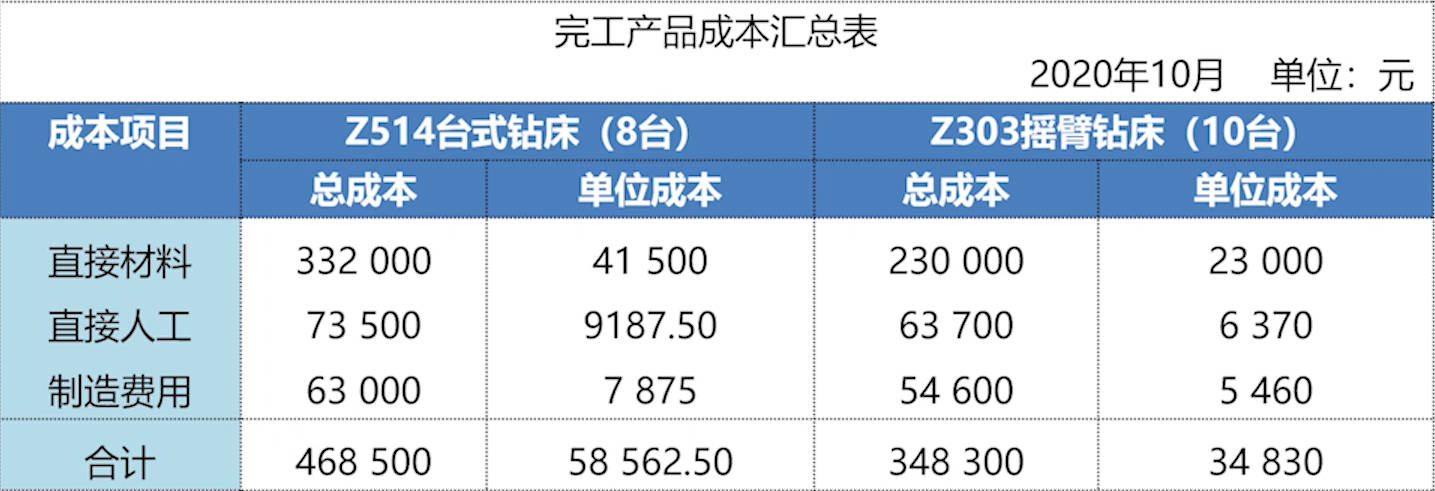 完工产品成本汇总表
2020年10月 单位：元
成本项目 Z514台式钻床（8台） Z303摇臂钻床（10台）
总成本 单位成本 总成本 单位成本
直接材料 332 000 41 500 230 000 23 000
直接人工 73 500 9187.50 63 700 6 370
制造费用 63 000 7 875 54 600 5 460
合计 468 500 58 562.50 348 300 34 830